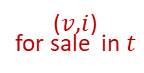 (v,i)
for sale in t